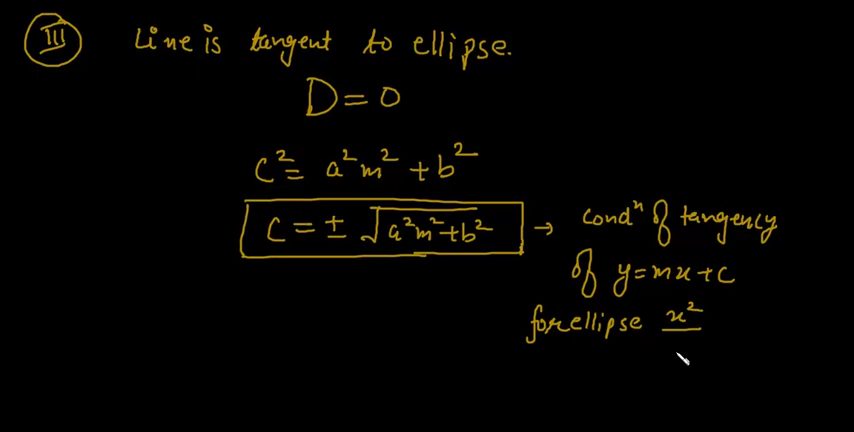 III Line is tangent to ellipse.
D = 0
c² = a²m² + b²
c = ± √a²m²+b² → condⁿ of tangency
of y=mx+c
for ellipse x²